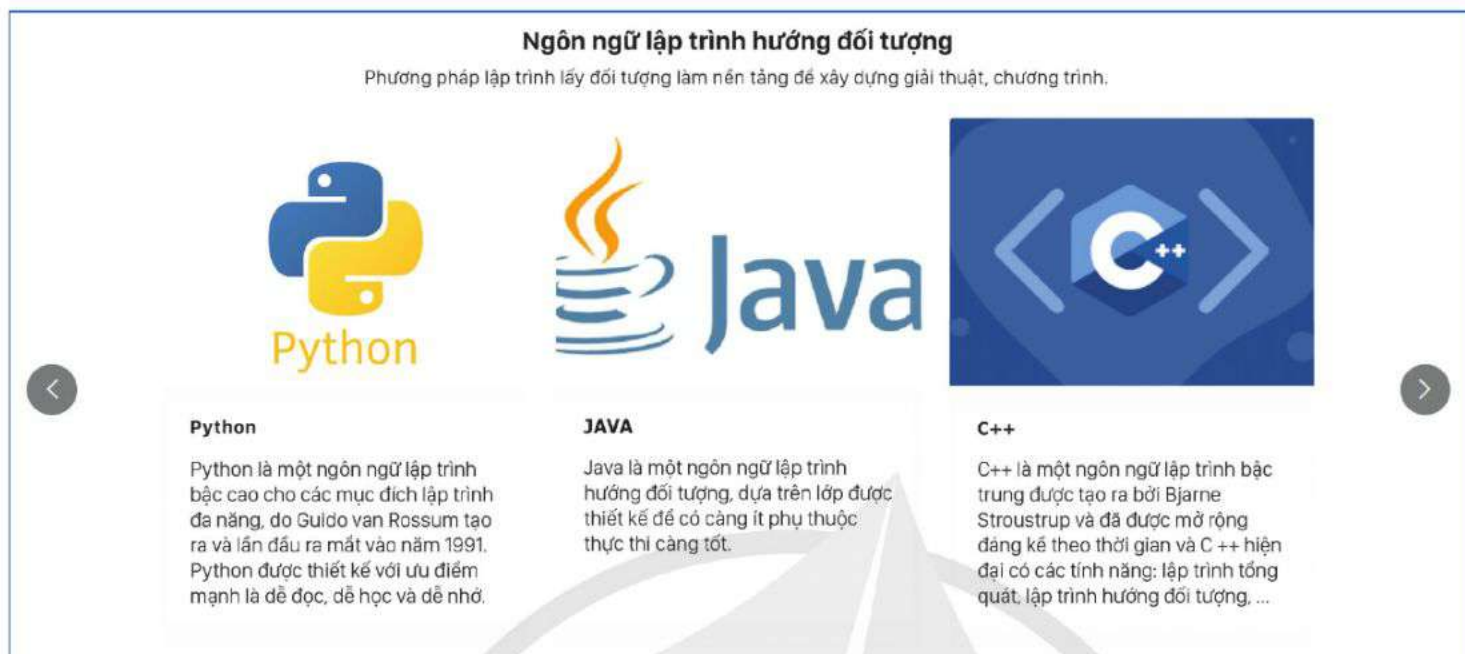 Ngôn ngữ lập trình hướng đối tượng
Phương pháp lập trình lấy đối tượng làm nền tảng để xây dựng giải thuật, chương trình.
Python
Java
C++
Python
Python là một ngôn ngữ lập trình
bậc cao cho các mục đích lập trình
đa năng, do Guido van Rossum tạo
ra và lần đầu ra mắt vào năm 1991.
Python được thiết kế với ưu điểm
mạnh là dễ đọc, dễ học và dễ nhớ.
JAVA
Java là một ngôn ngữ lập trình
hướng đối tượng, dựa trên lớp được
thiết kế để có càng ít phụ thuộc
thực thi càng tốt.
C++
C++ là một ngôn ngữ lập trình bậc
trung được tạo ra bởi Bjarne
Stroustrup và đã được mở rộng
đáng kể theo thời gian và C ++ hiện
đại có các tính năng: lập trình tổng
quát, lập trình hướng đối tượng, ...